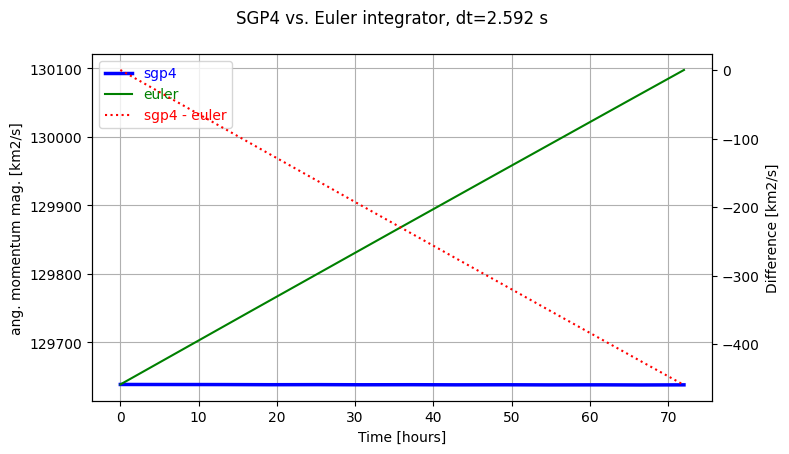 SGP4 vs. Euler integrator, dt=2.592 s
130100
130000
129900
129800
129700
ang. momentum mag. [km2/s]
sgp4
euler
sgp4 - euler
0
−100
−200
−300
−400
Difference [km2/s]
0 10 20 30 40 50 60 70
Time [hours]